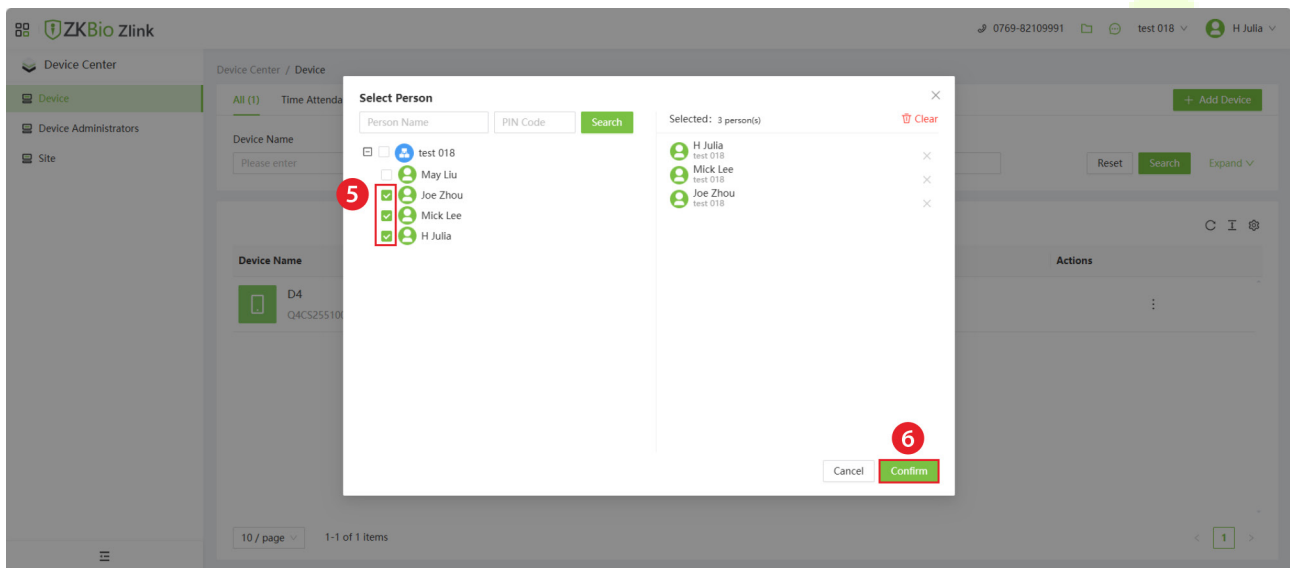 ZKBio Zlink
0769-82109991
test 018
H Julia
Device Center
Device
Device Administrators
Site
Device Center / Device
All (1) Time Attenda
+ Add Device
Device Name
Please enter
Reset
Search
Expand
Device Name
Actions
D4
Q4CS255100
10 / page
1-1 of 1 items
1
Select Person
Person Name
PIN Code
Search
test 018
May Liu
5
Joe Zhou
Mick Lee
H Julia
Selected: 3 person(s)
Clear
H Julia
test 018
Mick Lee
test 018
Joe Zhou
test 018
6
Cancel
Confirm